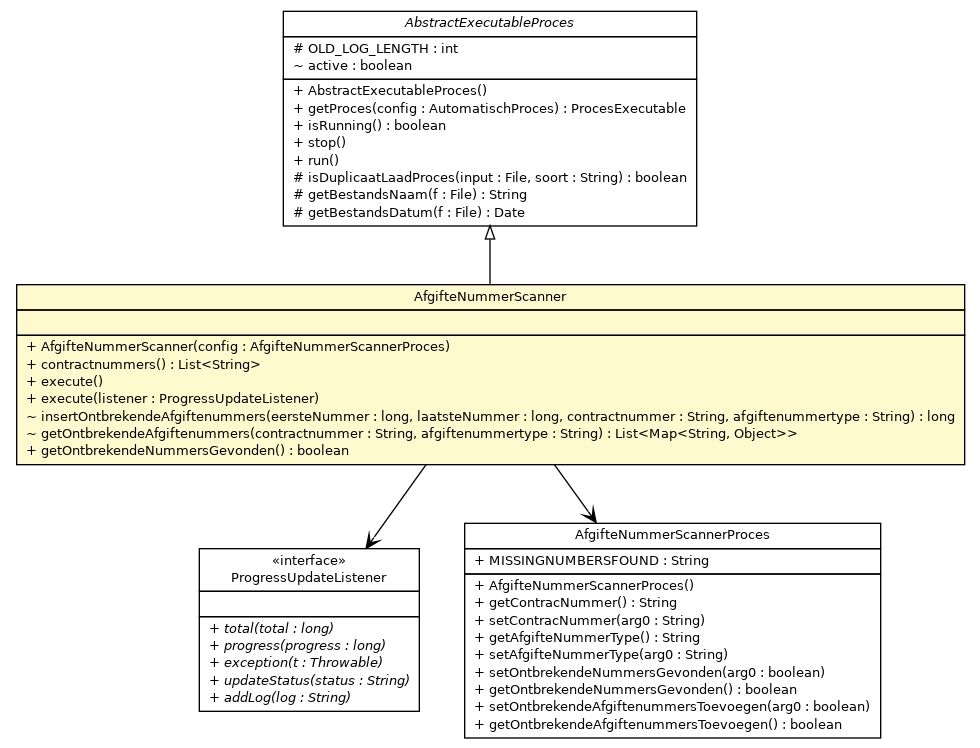 AbstractExecutableProces
# OLD_LOG_LENGTH : int
~ active : boolean
+ AbstractExecutableProces()
+ getProces(config : AutomatischProces) : ProcesExecutable
+ isRunning() : boolean
+ stop()
+ run()
# isDuplicaatLaadProces(input : File, soort : String) : boolean
# getBestandsNaam(f : File) : String
# getBestandsDatum(f : File) : Date
AfgifteNummerScanner
+ AfgifteNummerScanner(config : AfgifteNummerScannerProces)
+ contractnummers() : List<String>
+ execute()
+ execute(listener : ProgressUpdateListener)
~ insertOntbrekendeAfgiftenummers(eersteNummer : long, laatsteNummer : long, contractnummer : String, afgiftenummertype : String) : long
~ getOntbrekendeAfgiftenummers(contractnummer : String, afgiftenummertype : String) : List<Map<String, Object>>
+ getOntbrekendeNummersGevonden() : boolean
«interface»
ProgressUpdateListener
+ total(total : long)
+ progress(progress : long)
+ exception(t : Throwable)
+ updateStatus(status : String)
+ addLog(log : String)
AfgifteNummerScannerProces
+ MISSINGNUMBERSFOUND : String
+ AfgifteNummerScannerProces()
+ getContracNummer() : String
+ setContracNummer(arg0 : String)
+ getAfgifteNummerType() : String
+ setAfgifteNummerType(arg0 : String)
+ setOntbrekendeNummersGevonden(arg0 : boolean)
+ getOntbrekendeNummersGevonden() : boolean
+ setOntbrekendeAfgiftenummersToevoegen(arg0 : boolean)
+ getOntbrekendeAfgiftenummersToevoegen() : boolean